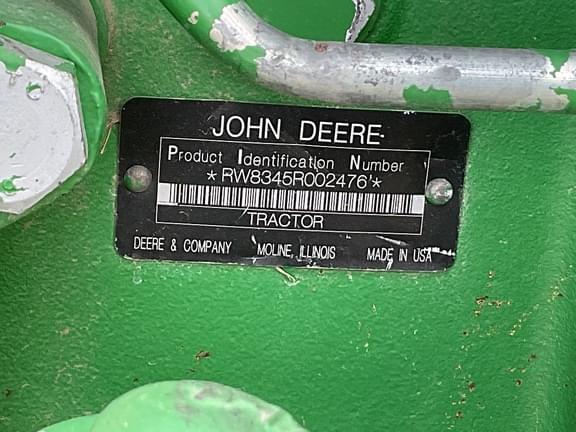 JOHN DEERE
Product Identification Number
*RW8345R002476*
TRACTOR
DEERE & COMPANY MOLINE, ILLINOIS MADE IN USA